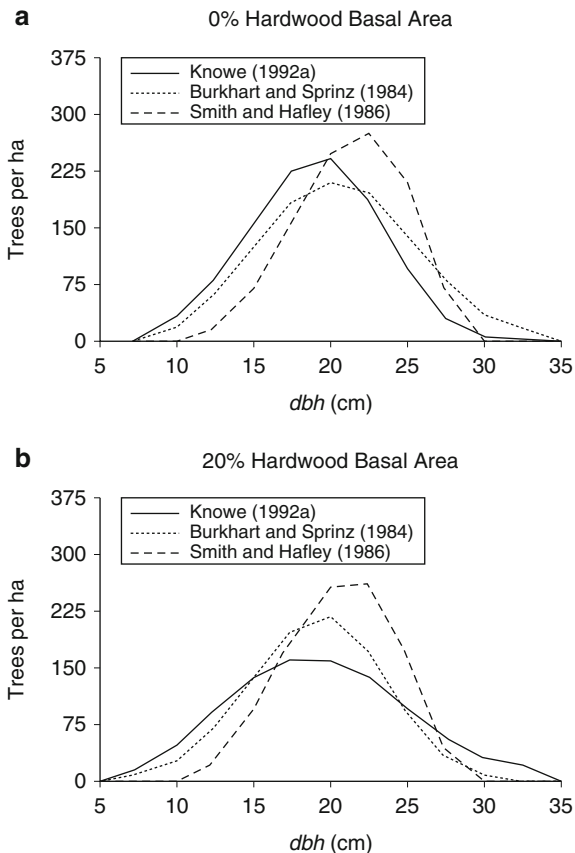 a
0% Hardwood Basal Area
375
300
225
150
75
0
Trees per ha
Knowe (1992a)
Burkhart and Sprinz (1984)
Smith and Hafley (1986)
5 10 15 20 25 30 35
dbh (cm)
b
20% Hardwood Basal Area
375
300
225
150
75
0
Trees per ha
Knowe (1992a)
Burkhart and Sprinz (1984)
Smith and Hafley (1986)
5 10 15 20 25 30 35
dbh (cm)